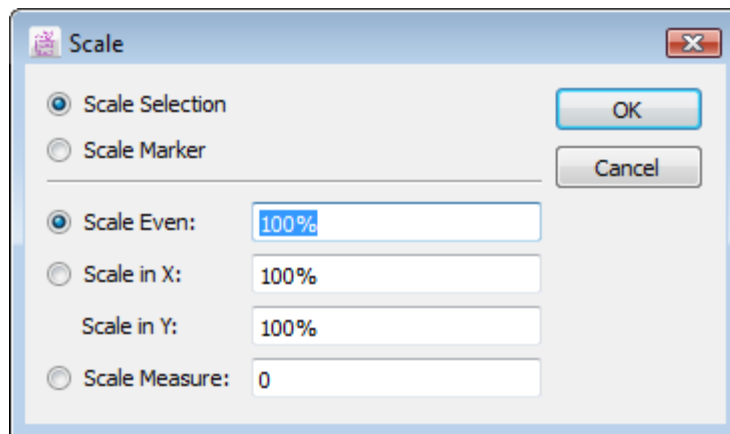 Scale
Scale Selection
OK
Scale Marker
Cancel
Scale Even: 100%
Scale in X: 100%
Scale in Y: 100%
Scale Measure: 0